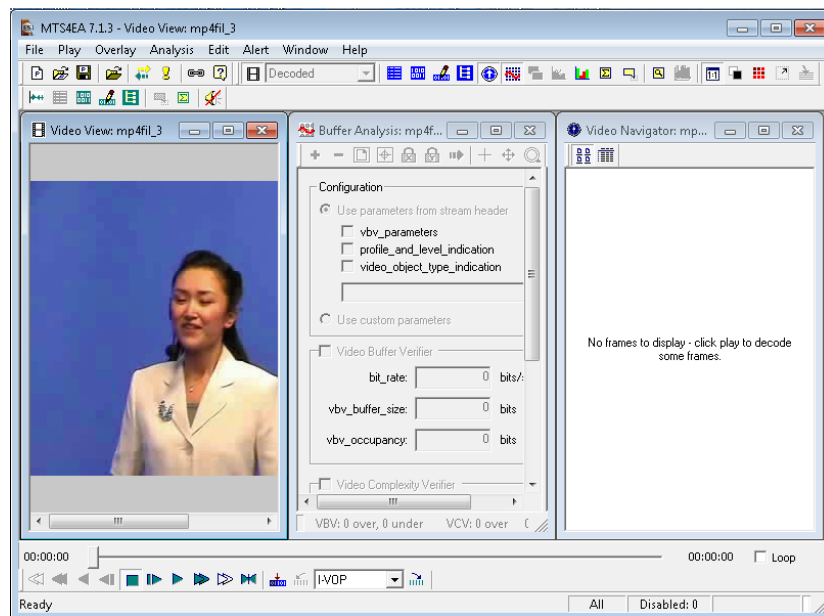 MTS4EA 7.1.3 - Video View: mp4fil_3
File Play Overlay Analysis Edit Alert Window Help
Decoded
Video View: mp4fil_3
Buffer Analysis: mp4f...
Video Navigator: mp...
Configuration
Use parameters from stream header
vbv_parameters
profile_and_level_indication
video_object_type_indication
Use custom parameters
Video Buffer Verifier
bit_rate: 0 bits/
vbv_buffer_size: 0 bits
vbv_occupancy: 0 bits
Video Complexity Verifier
VBV: 0 over, 0 under VCV: 0 over
No frames to display - click play to decode
some frames.
00:00:00
00:00:00 Loop
I-VOP
Ready
All Disabled: 0